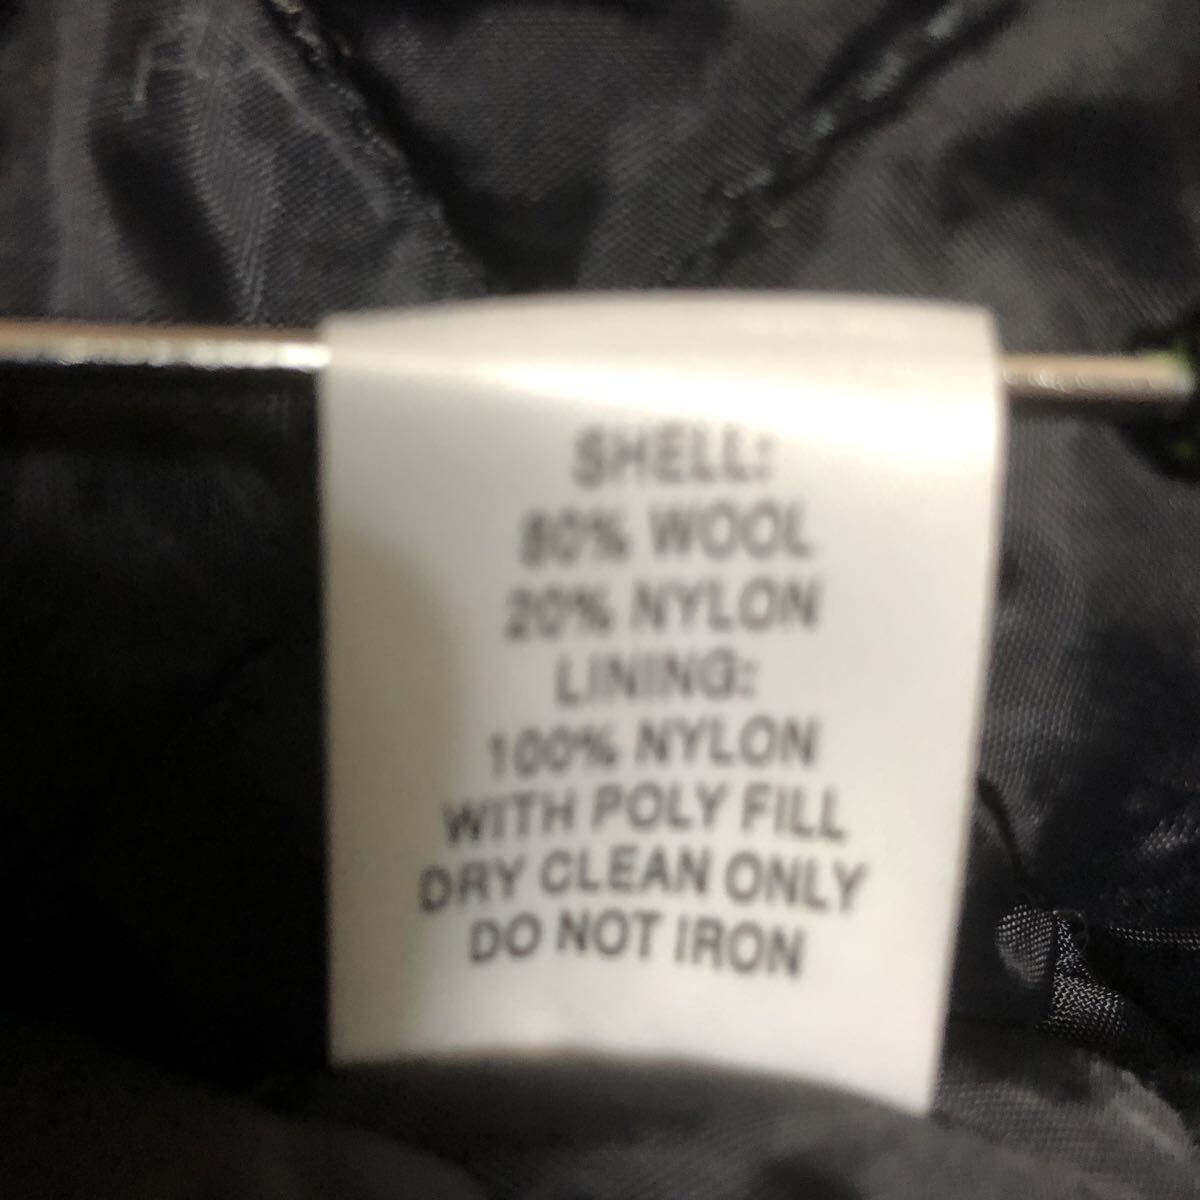 SHELL:
80% WOOL
20% NYLON
LINING:
100% NYLON
WITH POLY FILL
DRY CLEAN ONLY
DO NOT IRON